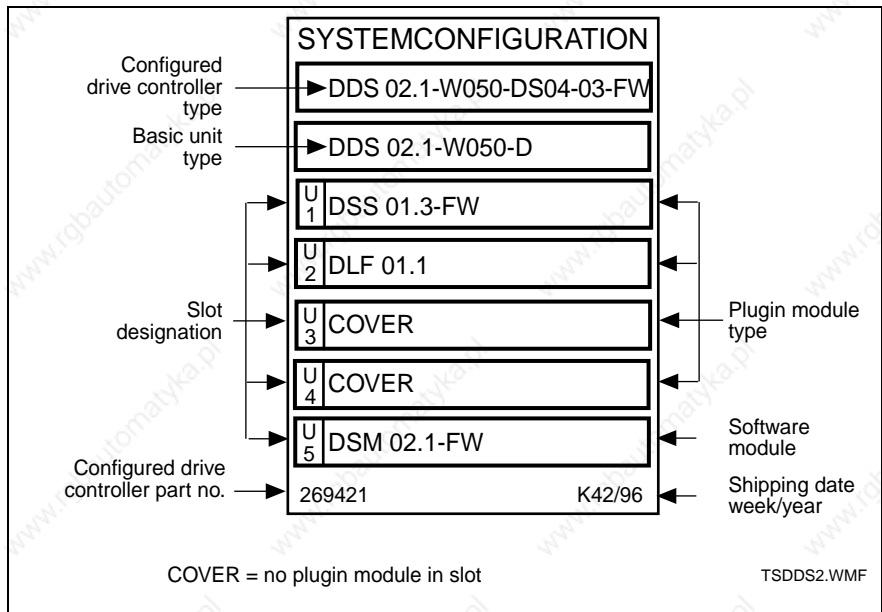 SYSTEMCONFIGURATION
Configured
drive controller
type
DDS 02.1-W050-DS04-03-FW
Basic unit
type
DDS 02.1-W050-D
U
1
DSS 01.3-FW
U
2
DLF 01.1
Slot
designation
U
3
COVER
Plugin module
type
U
4
COVER
U
5
DSM 02.1-FW
Software
module
Configured drive
controller part no.
269421
K42/96
Shipping date
week/year
COVER = no plugin module in slot
TSDDS2.WMF
www.rgbautomatyka.pl